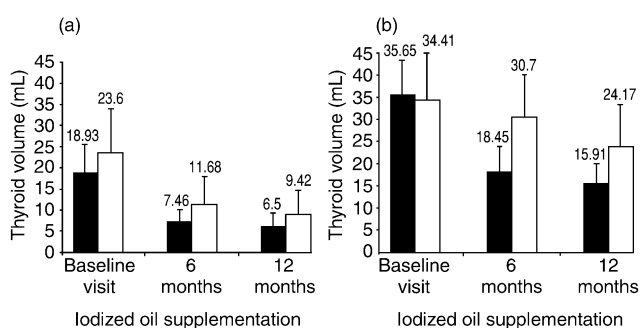 (a)
Thyroid volume (mL)
45
40
35
30
25
20
15
10
5
0
18.93
23.6
7.46
11.68
6.5
9.42
Baseline
visit
6
months
12
months
Iodized oil supplementation
(b)
Thyroid volume (mL)
45
40
35
30
25
20
15
10
5
0
35.65
34.41
18.45
30.7
15.91
24.17
Baseline
visit
6
months
12
months
Iodized oil supplementation